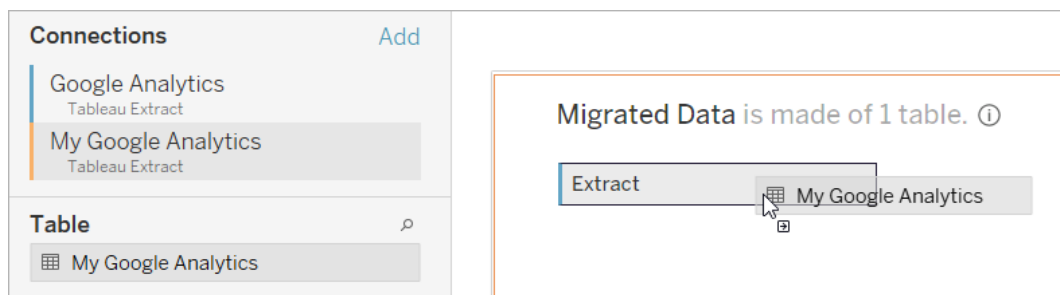 Connections Add
Google Analytics
Tableau Extract
My Google Analytics
Tableau Extract
Table
My Google Analytics
Migrated Data is made of 1 table.
Extract
My Google Analytics